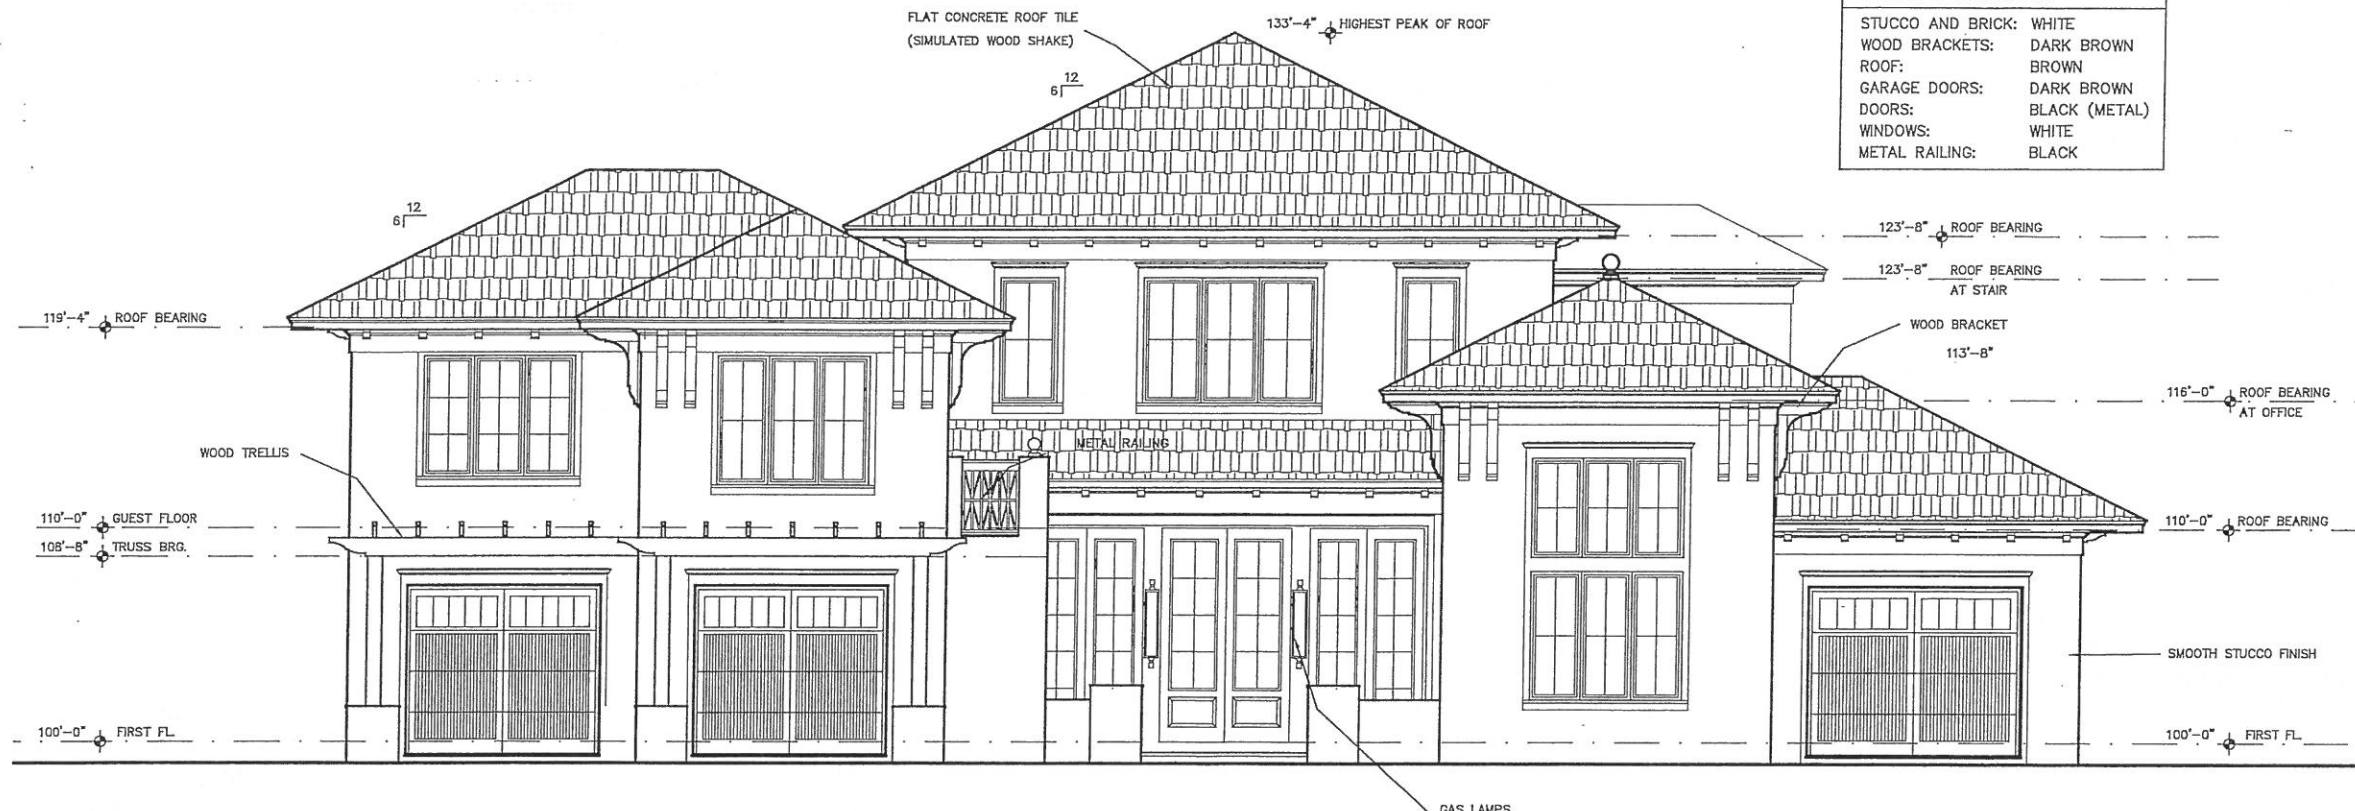 FLAT CONCRETE ROOF TILE
(SIMULATED WOOD SHAKE)
133'-4" HIGHEST PEAK OF ROOF
STUCCO AND BRICK: WHITE
WOOD BRACKETS: DARK BROWN
ROOF: BROWN
GARAGE DOORS: DARK BROWN
DOORS: BLACK (METAL)
WINDOWS: WHITE
METAL RAILING: BLACK
12
6
12
6
123'-8" ROOF BEARING
123'-8" ROOF BEARING
AT STAIR
119'-4" ROOF BEARING
WOOD BRACKET
113'-8"
116'-0" ROOF BEARING
AT OFFICE
METAL RAILING
WOOD TRELLIS
110'-0" GUEST FLOOR
110'-0" ROOF BEARING
108'-8" TRUSS BRG.
SMOOTH STUCCO FINISH
100'-0" FIRST FL.
100'-0" FIRST FL.
GAS LAMPS